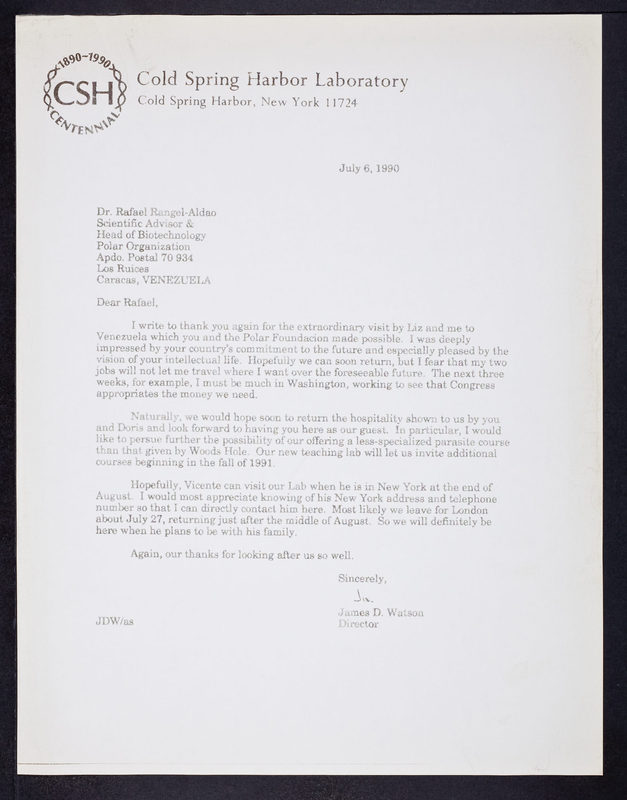 1890-1990
CSH
CENTENNIAL
Cold Spring Harbor Laboratory
Cold Spring Harbor, New York 11724
July 6, 1990
Dr. Rafael Rangel-Aldao
Scientific Advisor &
Head of Biotechnology
Polar Organization
Apdo. Postal 70 934
Los Ruices
Caracas, VENEZUELA
Dear Rafael,
I write to thank you again for the extraordinary visit by Liz and me to
Venezuela which you and the Polar Foundacion made possible. I was deeply
impressed by your country's commitment to the future and especially pleased by the
vision of your intellectual life. Hopefully we can soon return, but I fear that my two
jobs will not let me travel where I want over the foreseeable future. The next three
weeks, for example, I must be much in Washington, working to see that Congress
appropriates the money we need.
Naturally, we would hope soon to return the hospitality shown to us by you
and Doris and look forward to having you here as our guest. In particular, I would
like to persue further the possibility of our offering a less-specialized parasite course
than that given by Woods Hole. Our new teaching lab will let us invite additional
courses beginning in the fall of 1991.
Hopefully, Vicente can visit our Lab when he is in New York at the end of
August. I would most appreciate knowing of his New York address and telephone
number so that I can directly contact him here. Most likely we leave for London
about July 27, returning just after the middle of August. So we will definitely be
here when he plans to be with his family.
Again, our thanks for looking after us so well.
Sincerely,
Jim
James D. Watson
Director
JDW/as